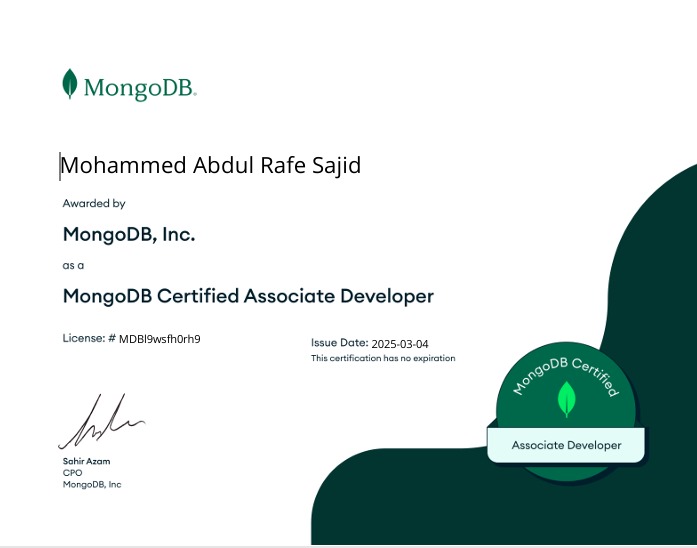 MongoDB®
Mohammed Abdul Rafe Sajid
Awarded by
MongoDB, Inc.
as a
MongoDB Certified Associate Developer
License: # MDBl9wsfh0rh9
Issue Date: 2025-03-04
This certification has no expiration
MongoDB Certified
Associate Developer
Sahir Azam
CPO
MongoDB, Inc